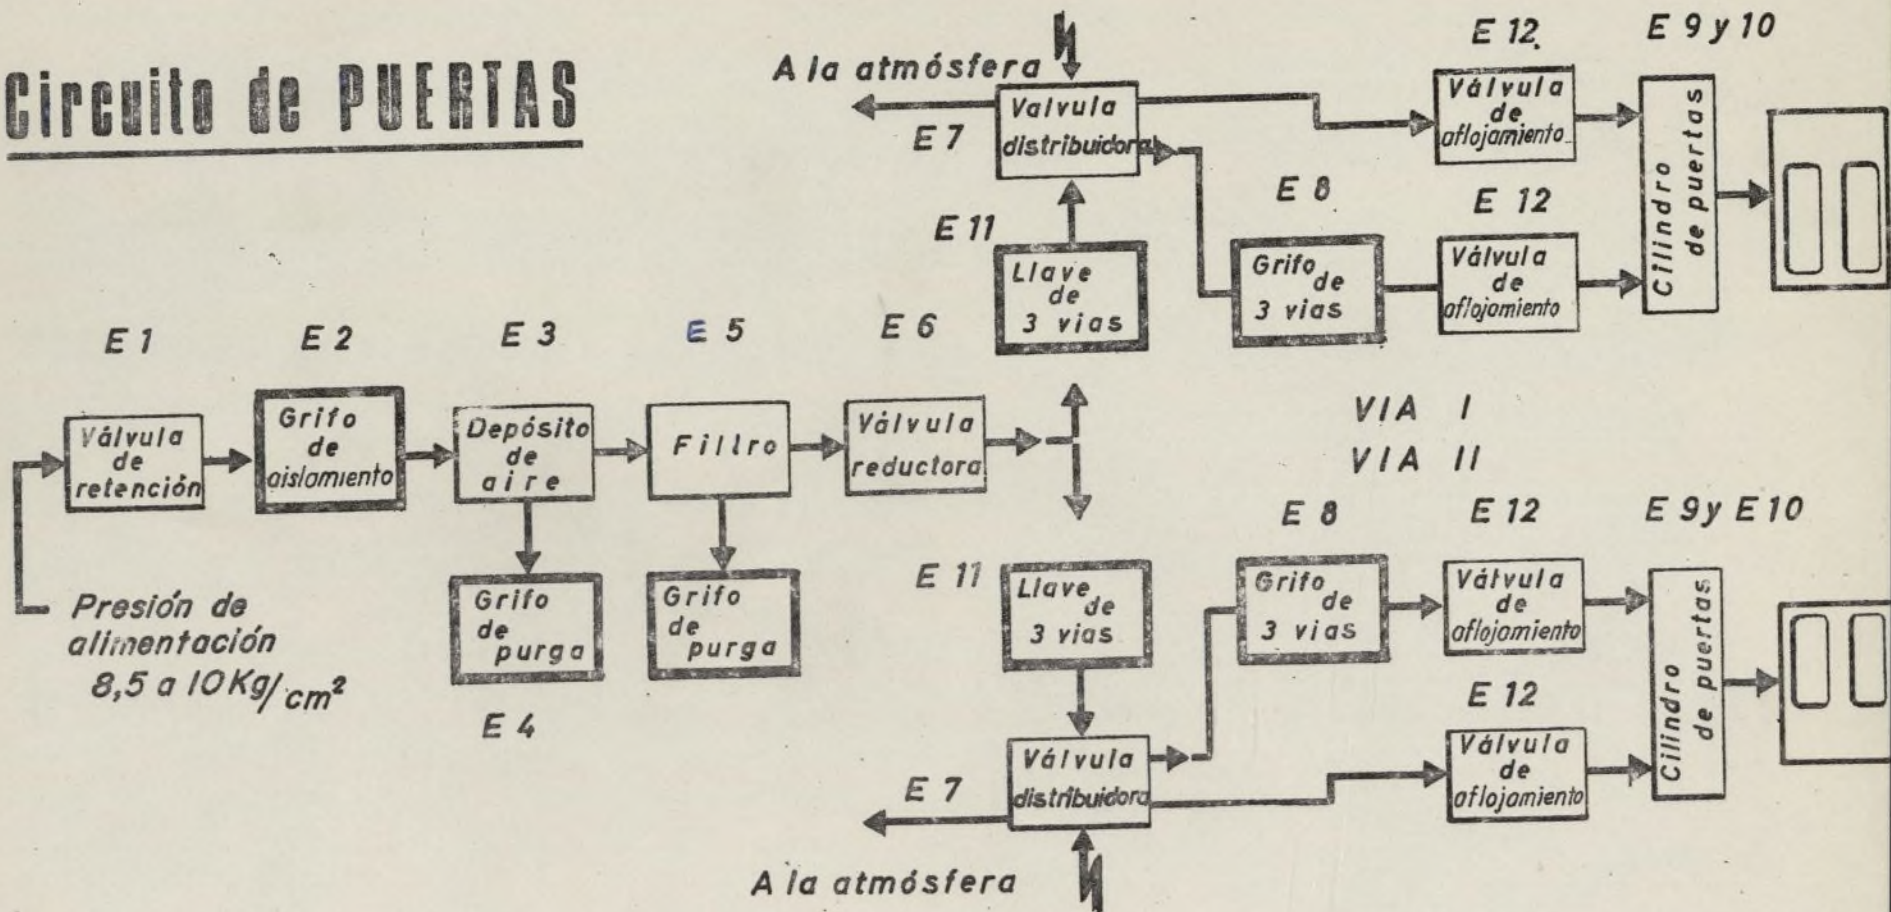 Circuito de PUERTAS
A la atmósfera
E 7
Valvula
distribuidora
E 12
Válvula
de
aflojamiento
E 9 y 10
Cilindro
de puertas
E 11
Llave
de
3 vias
E 8
Grifo
de
3 vias
E 12
Válvula
de
aflojamiento
E 1
Válvula
de
retención
E 2
Grifo
de
aislamiento
E 3
Depósito
de
aire
E 5
Filtro
E 6
Válvula
reductora
VIA I
VIA II
Presión de
alimentación
8,5 a 10 Kg/cm²
Grifo
de
purga
E 4
Grifo
de
purga
E 11
Llave
de
3 vias
E 8
Grifo
de
3 vias
E 12
Válvula
de
aflojamiento
E 9 y E 10
Cilindro
de puertas
E 7
Válvula
distribuidora
E 12
Válvula
de
aflojamiento
A la atmósfera